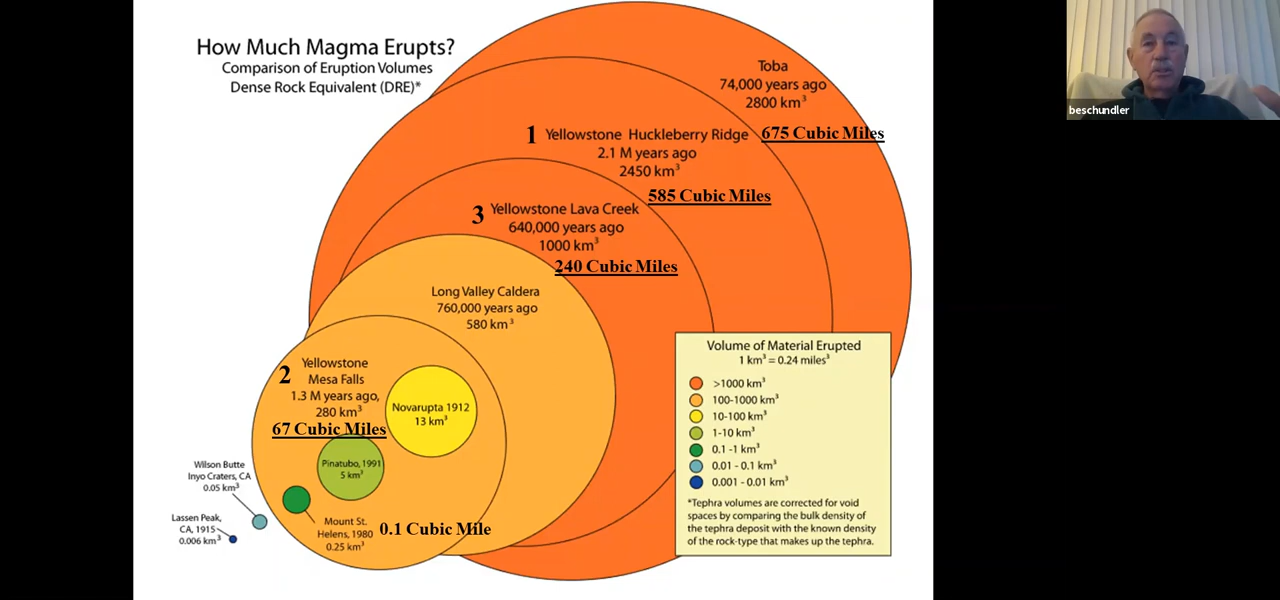 How Much Magma Erupts?
Comparison of Eruption Volumes
Dense Rock Equivalent (DRE)*
Toba
74,000 years ago
2800 km³
675 Cubic Miles
1 Yellowstone Huckleberry Ridge
2.1 M years ago
2450 km³
585 Cubic Miles
3 Yellowstone Lava Creek
640,000 years ago
1000 km³
240 Cubic Miles
Long Valley Caldera
760,000 years ago
580 km³
2 Yellowstone
Mesa Falls
1.3 M years ago,
280 km³
67 Cubic Miles
Novarupta 1912
13 km³
Pinatubo, 1991
5 km³
Wilson Butte
Inyo Craters, CA
0.05 km³
Lassen Peak,
CA, 1915
0.006 km³
Mount St.
Helens, 1980
0.25 km³
0.1 Cubic Mile
Volume of Material Erupted
1 km³ = 0.24 miles³
>1000 km³
100-1000 km³
10-100 km³
1-10 km³
0.1 -1 km³
0.01 - 0.1 km³
0.001 - 0.01 km³
*Tephra volumes are corrected for void
spaces by comparing the bulk density of
the tephra deposit with the known density
of the rock-type that makes up the tephra.
beschundler